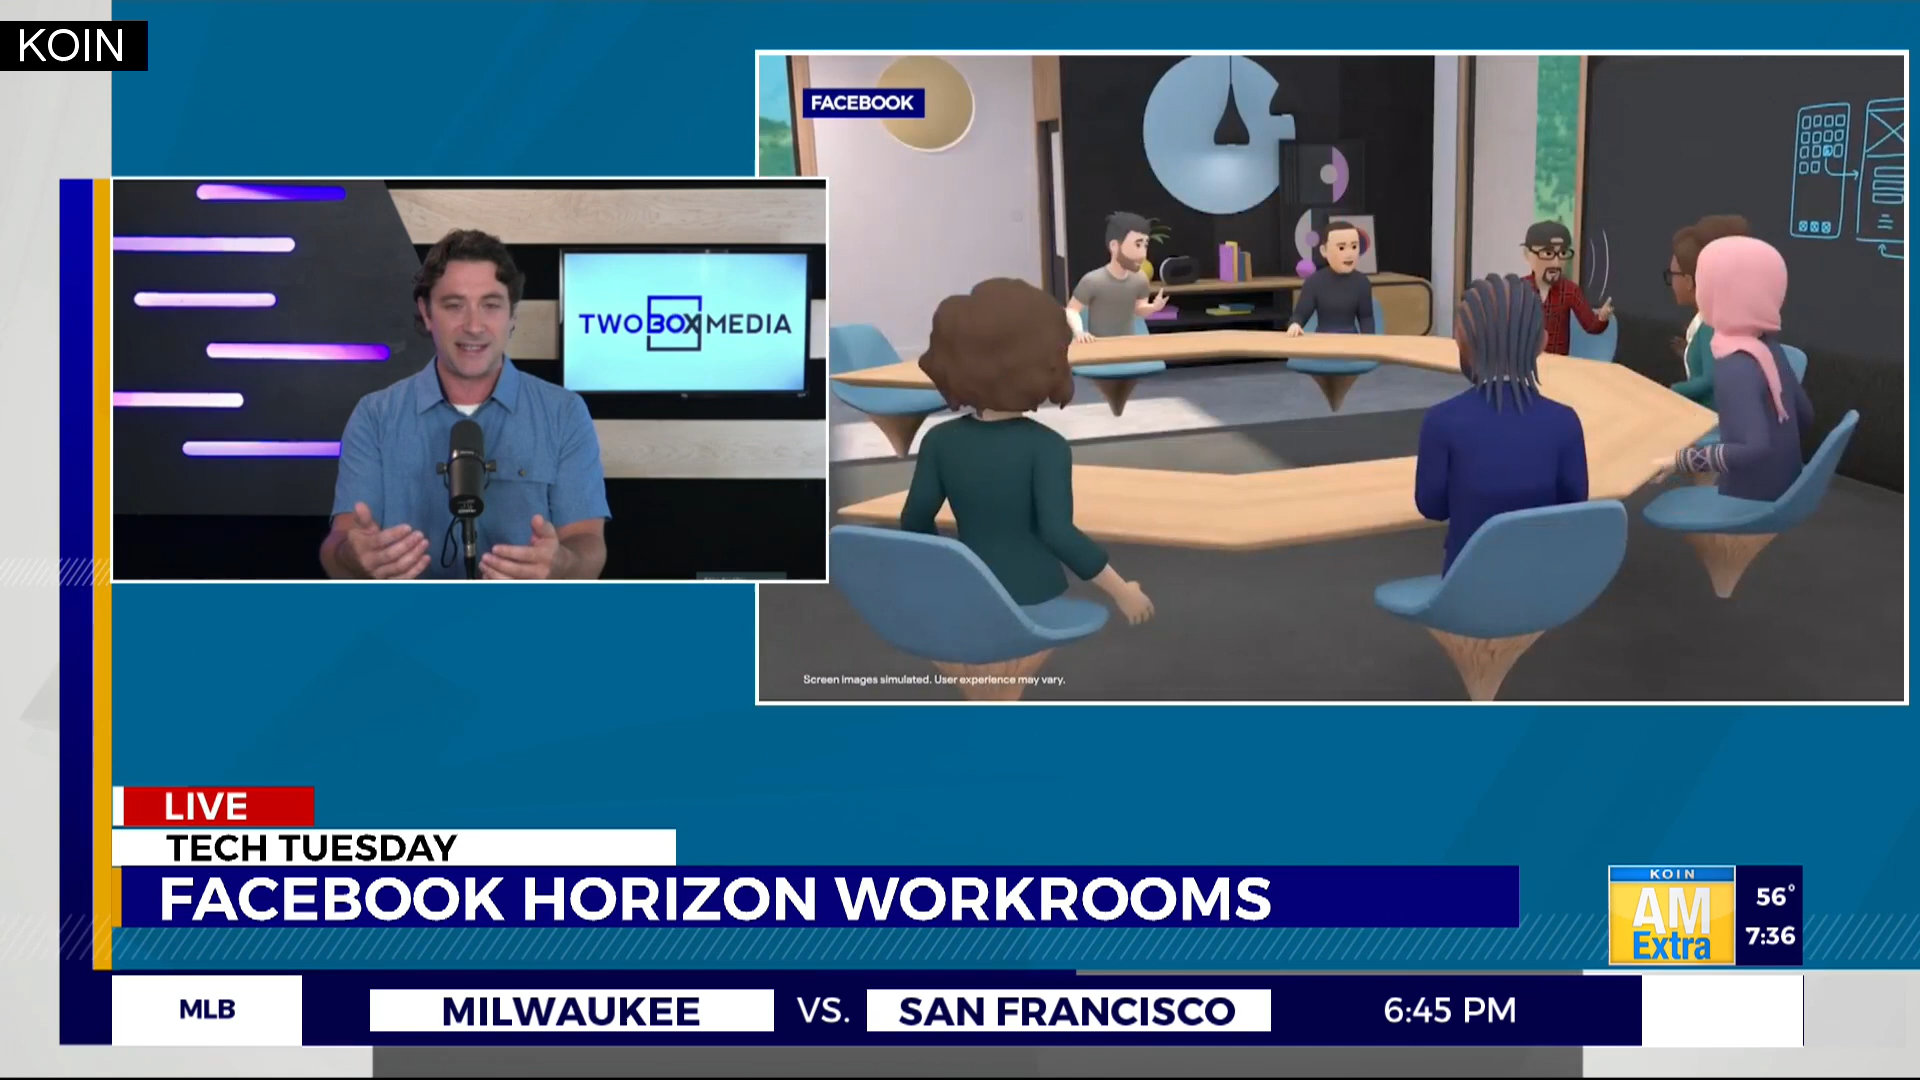 KOIN
FACEBOOK
TWO BOX MEDIA
Screen images simulated. User experience may vary.
LIVE
TECH TUESDAY
FACEBOOK HORIZON WORKROOMS
KOIN
AM
Extra
56°
7:36
MLB
MILWAUKEE VS. SAN FRANCISCO 6:45 PM